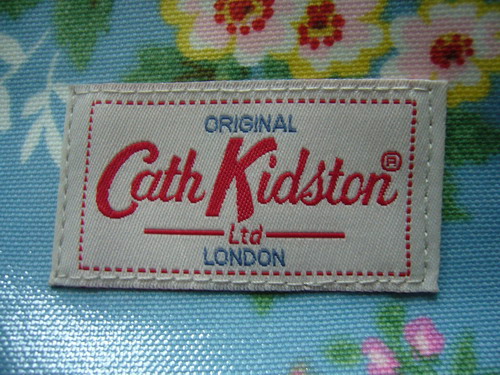 ORIGINAL
Cath Kidston®
Ltd
LONDON